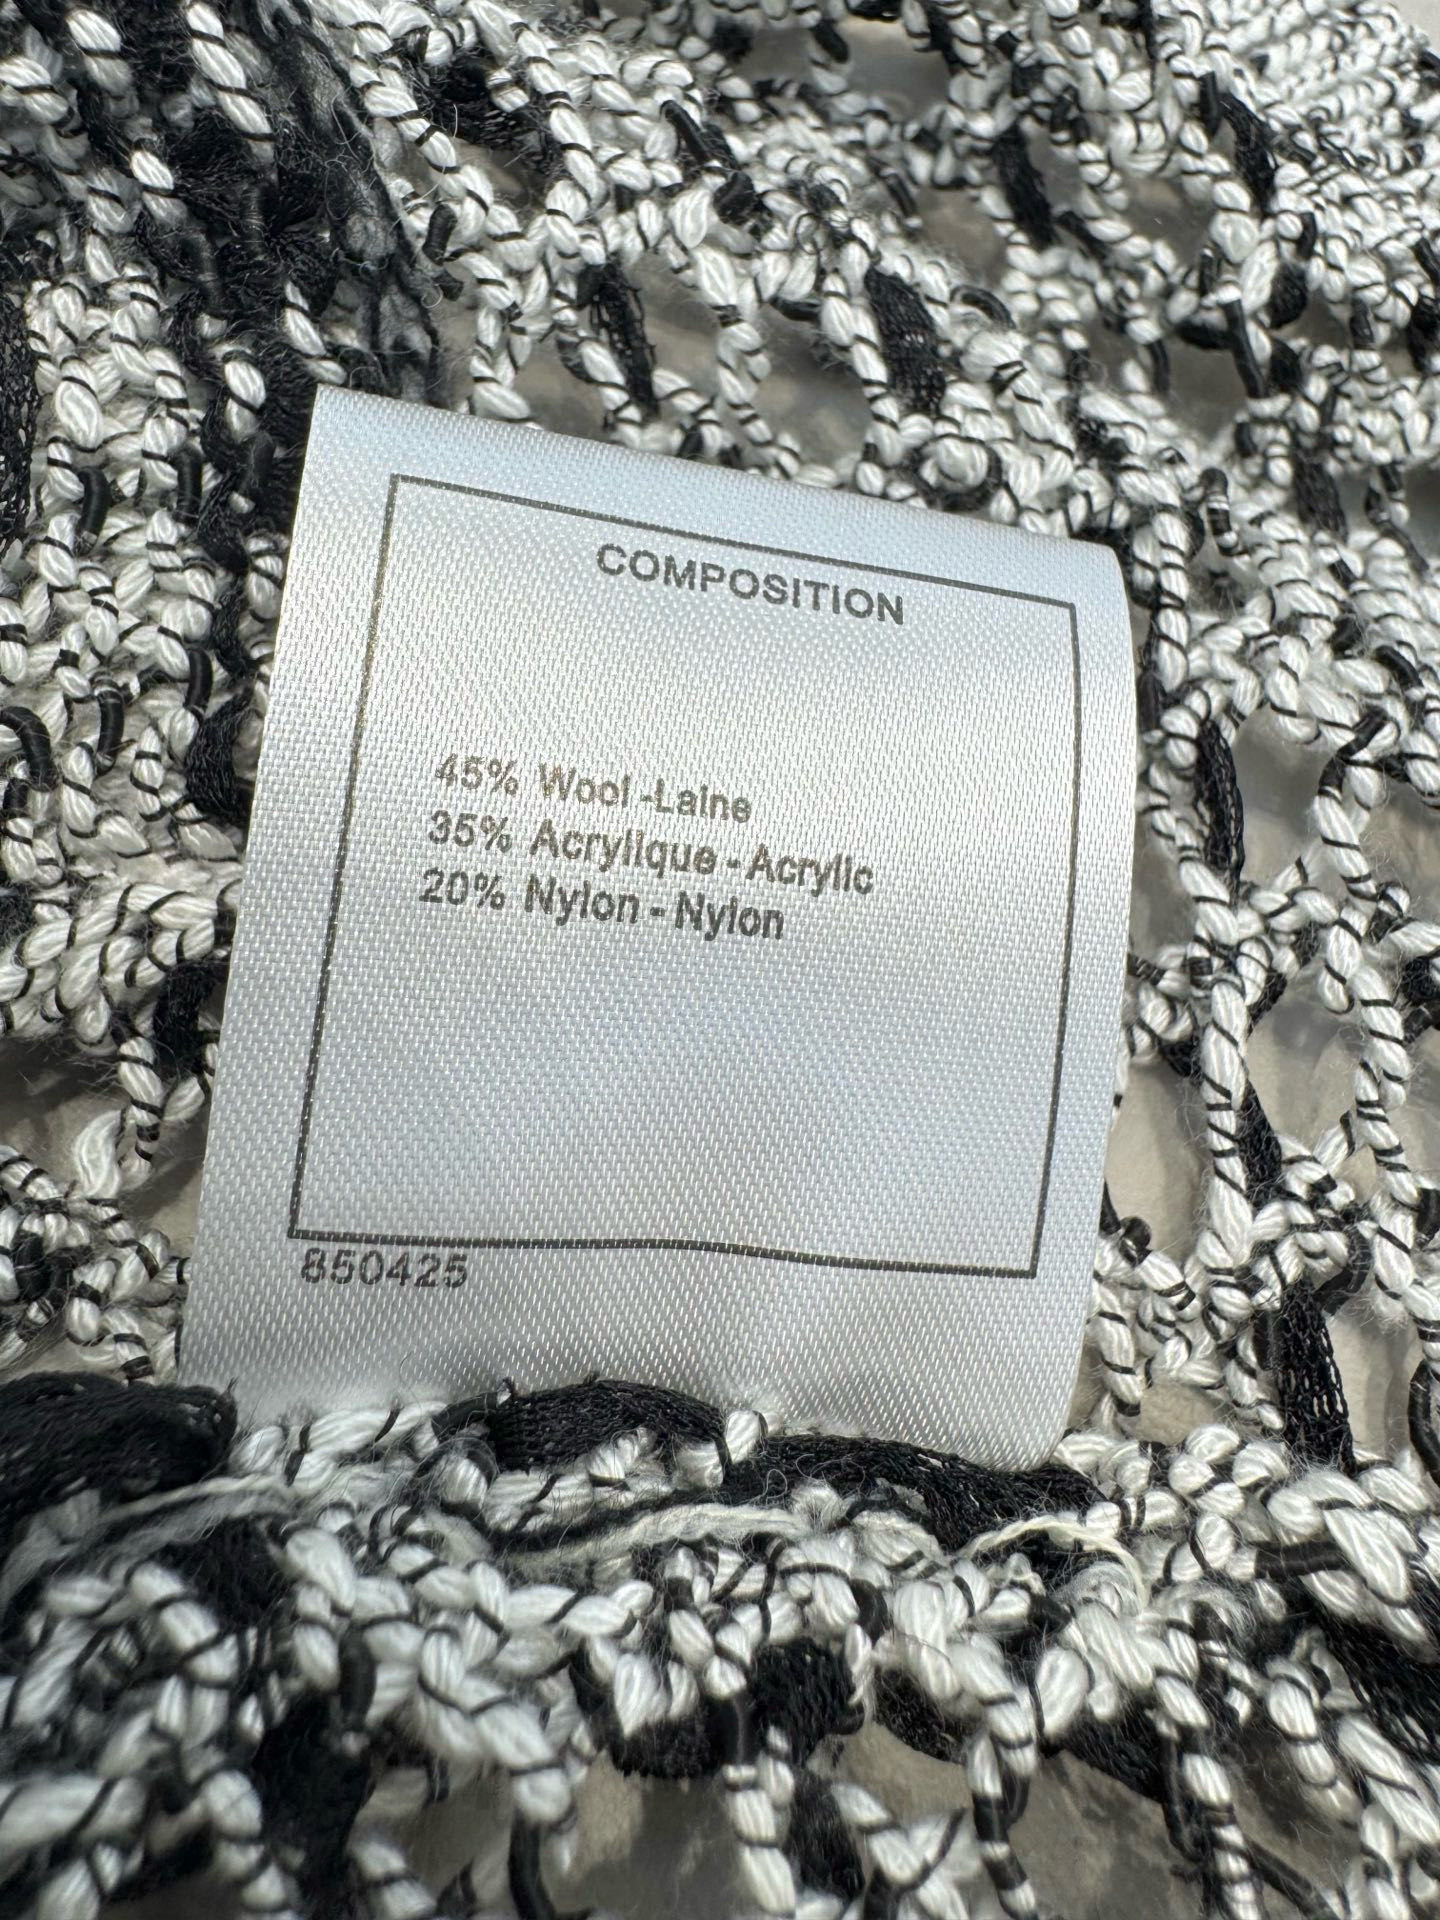 COMPOSITION
45% Wool -Laine
35% Acrylique - Acrylic
20% Nylon - Nylon
850425